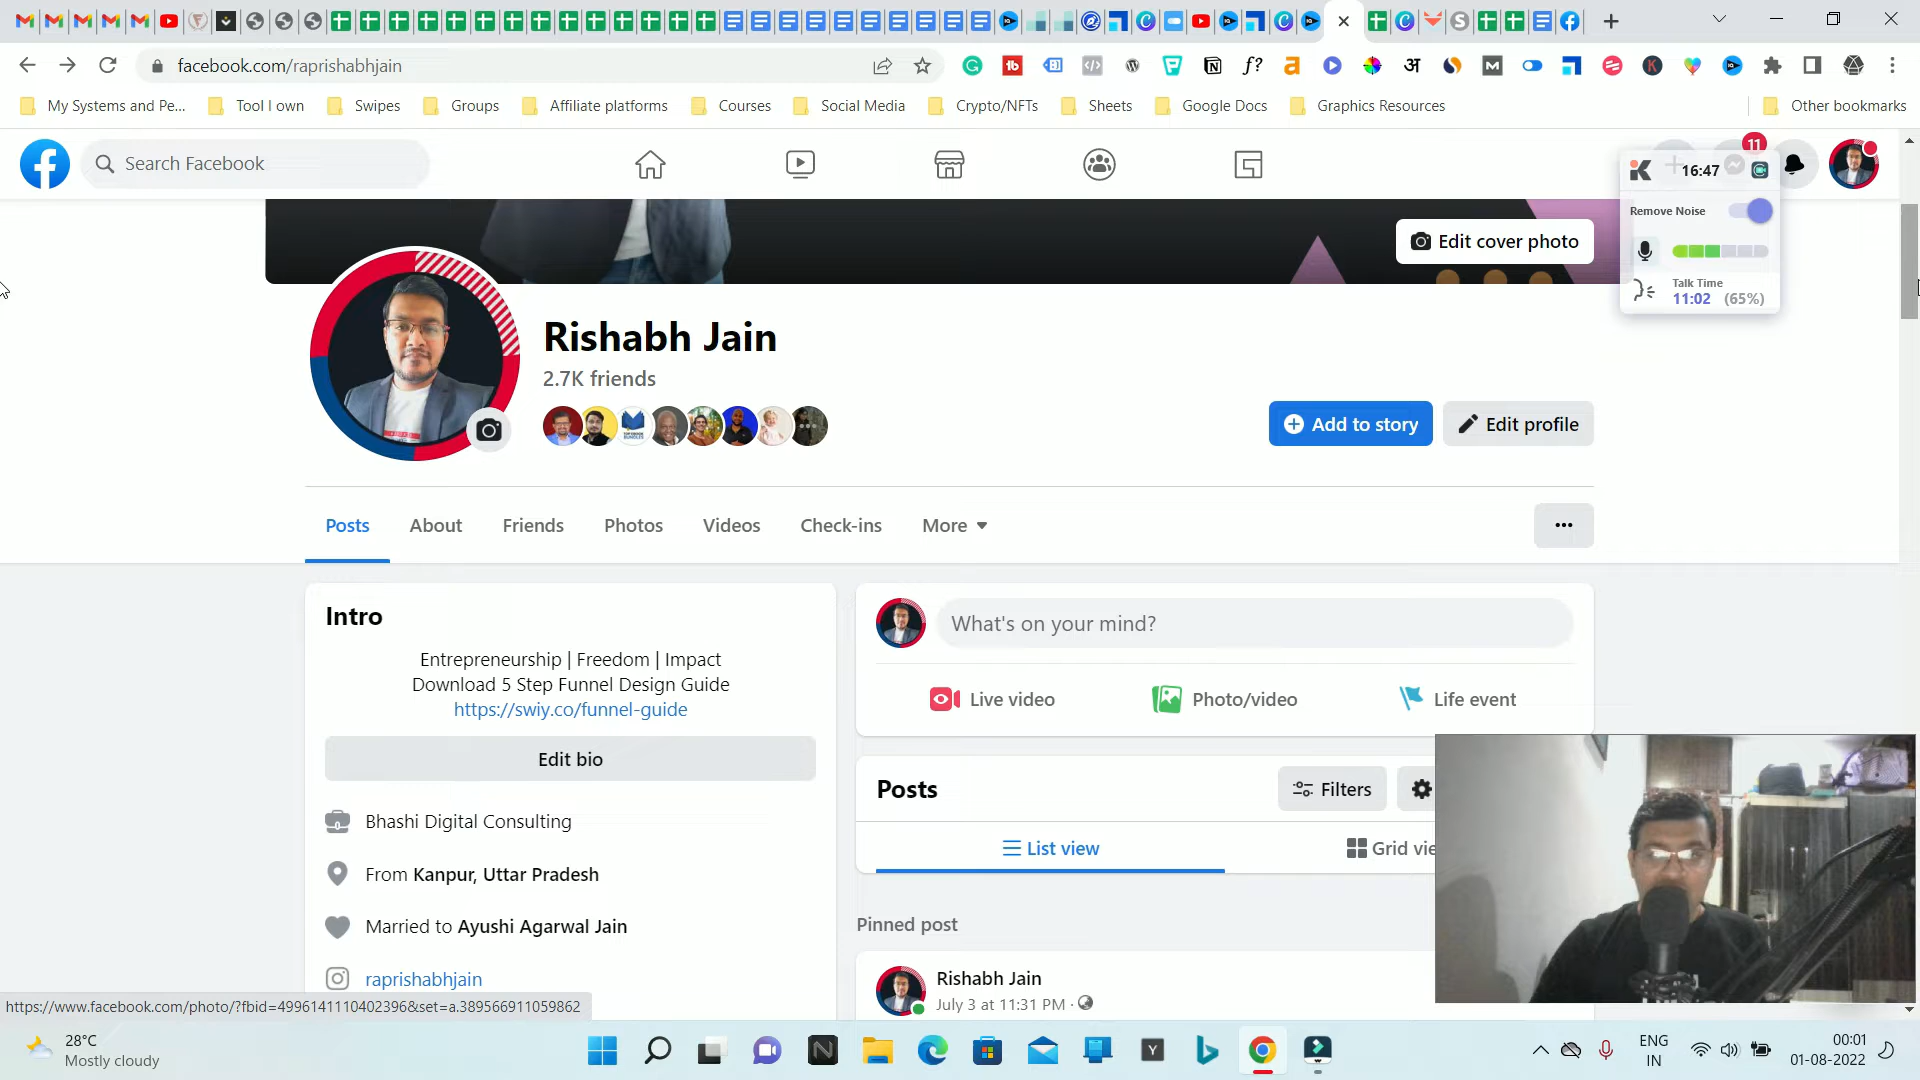 facebook.com/raprishabhjain
My Systems and Pe...
Tool I own
Swipes
Groups
Affiliate platforms
Courses
Social Media
Crypto/NFTs
Sheets
Google Docs
Graphics Resources
Other bookmarks
Search Facebook
11
16:47
Remove Noise
Talk Time
11:02 (65%)
Edit cover photo
Rishabh Jain
2.7K friends
Add to story
Edit profile
Posts
About
Friends
Photos
Videos
Check-ins
More
Intro
Entrepreneurship | Freedom | Impact
Download 5 Step Funnel Design Guide
https://swiy.co/funnel-guide
Edit bio
Bhashi Digital Consulting
From Kanpur, Uttar Pradesh
Married to Ayushi Agarwal Jain
raprishabhjain
What's on your mind?
Live video
Photo/video
Life event
Posts
Filters
List view
Grid vie
Pinned post
Rishabh Jain
July 3 at 11:31 PM ·
https://www.facebook.com/photo/?fbid=4996141110402396&set=a.389566911059862
28°C
Mostly cloudy
ENG
IN
00:01
01-08-2022